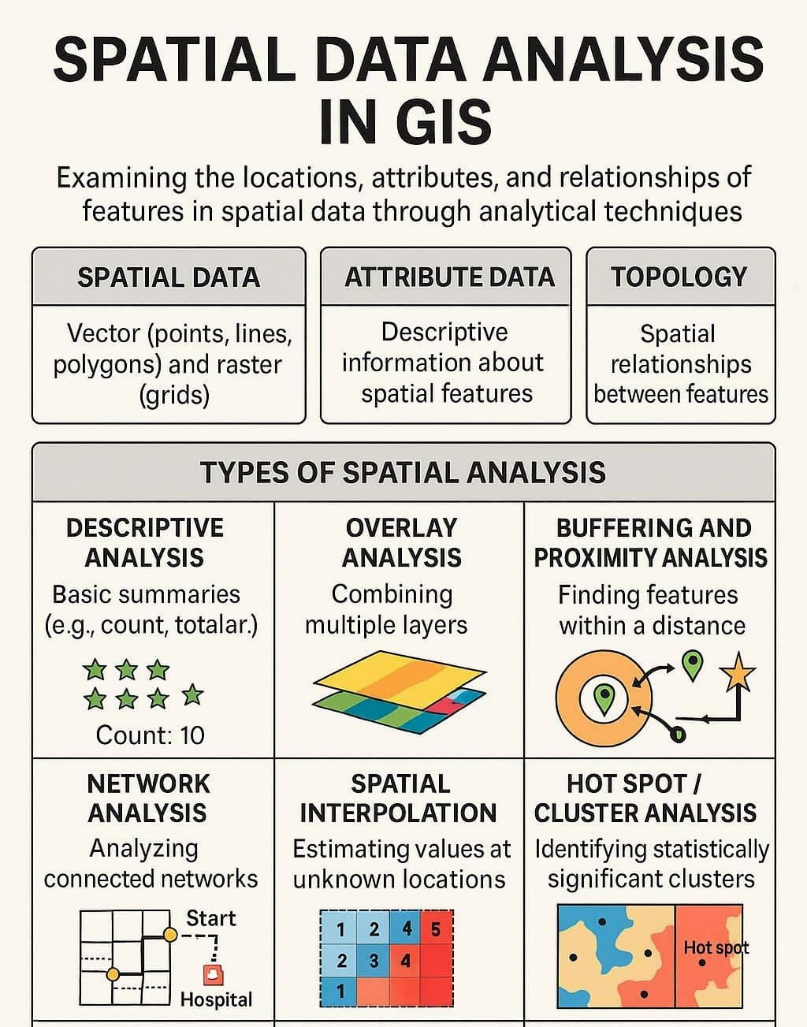 SPATIAL DATA ANALYSIS
IN GIS
Examining the locations, attributes, and relationships of
features in spatial data through analytical techniques
SPATIAL DATA
Vector (points, lines,
polygons) and raster
(grids)
ATTRIBUTE DATA
Descriptive
information about
spatial features
TOPOLOGY
Spatial
relationships
between features
TYPES OF SPATIAL ANALYSIS
DESCRIPTIVE
ANALYSIS
Basic summaries
(e.g., count, totalar.)
Count: 10
OVERLAY
ANALYSIS
Combining
multiple layers
BUFFERING AND
PROXIMITY ANALYSIS
Finding features
within a distance
NETWORK
ANALYSIS
Analyzing
connected networks
Start
Hospital
SPATIAL
INTERPOLATION
Estimating values at
unknown locations
1 2 4 5
2 3 4
1
HOT SPOT /
CLUSTER ANALYSIS
Identifying statistically
significant clusters
Hot spot